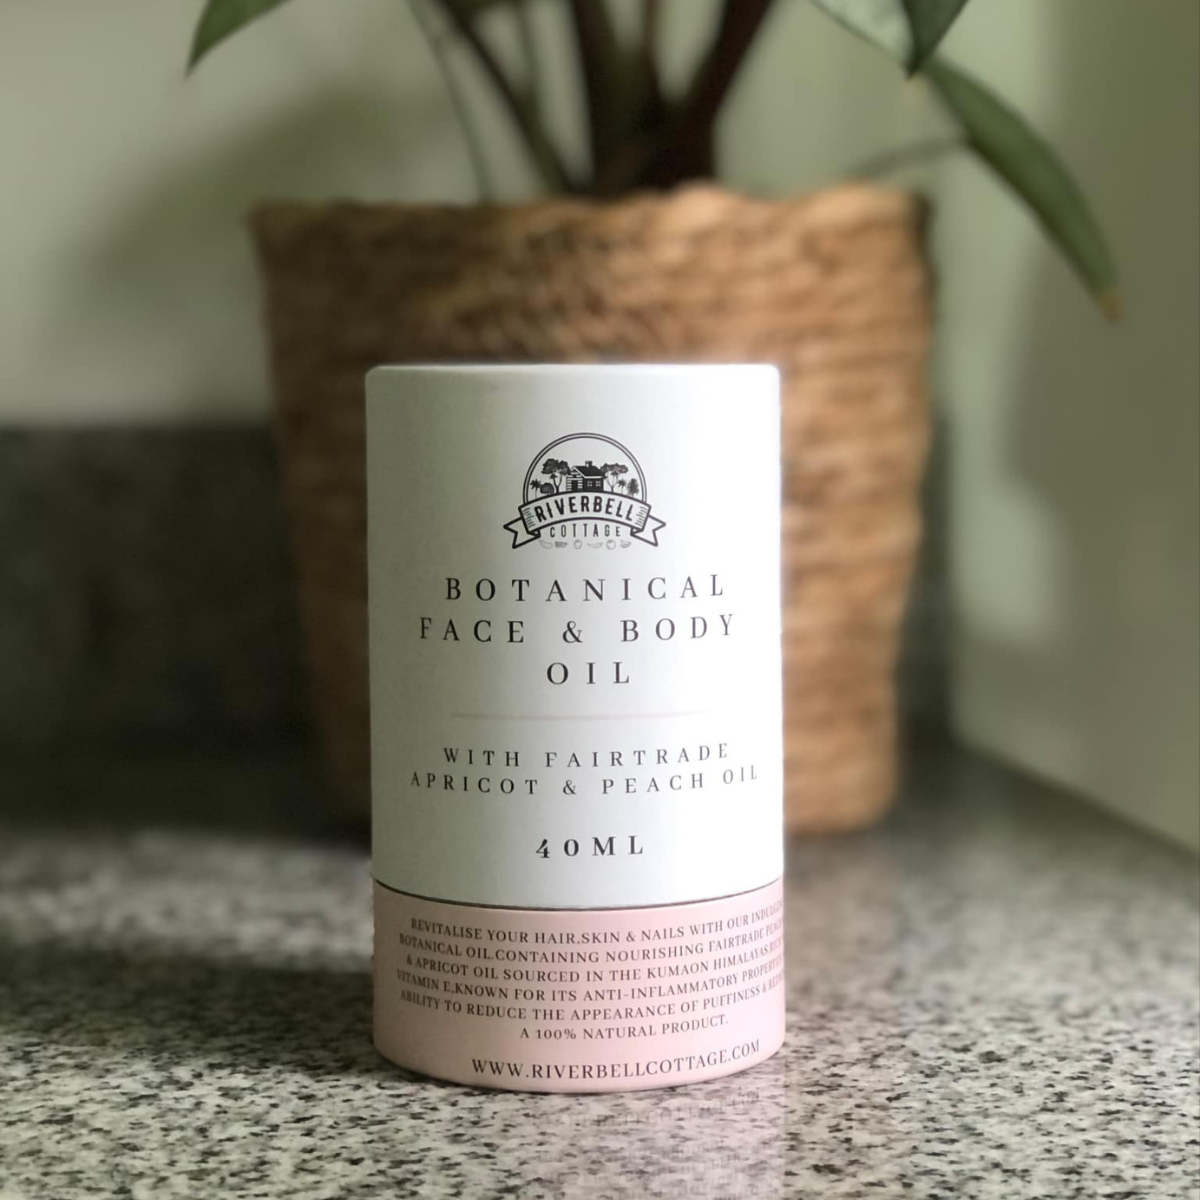 RIVERBELL
COTTAGE
BOTANICAL
FACE & BODY
OIL
WITH FAIRTRADE
APRICOT & PEACH OIL
40ML
REVITALISE YOUR HAIR,SKIN & NAILS WITH OUR
BOTANICAL OIL.CONTAINING NOURISHING FAIRTRADE PEACH
& APRICOT OIL SOURCED IN THE KUMAON HIMALAYAS.RICH
VITAMIN E,KNOWN FOR ITS ANTI-INFLAMMATORY
ABILITY TO REDUCE THE APPEARANCE OF PUFFINESS &
A 100% NATURAL PRODUCT.
WWW.RIVERBELLCOTTAGE.COM